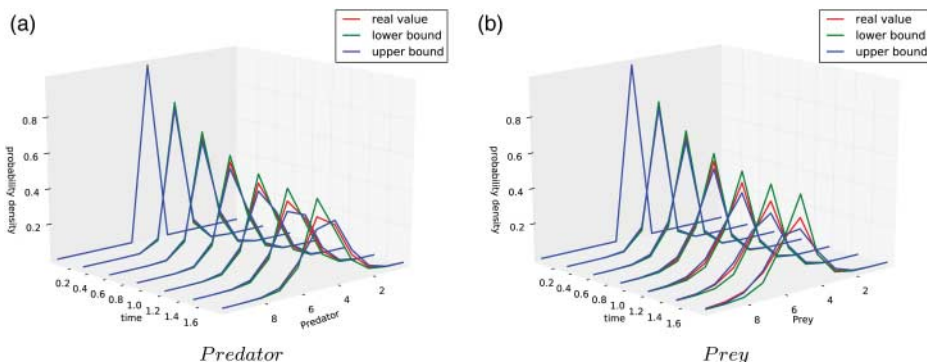 (a)
real value
lower bound
upper bound
probability density
0.8
0.6
0.4
0.2
0.2
0.4
0.6
0.8
1.0
1.2
1.4
1.6
time
8
6
4
2
Predator
Predator
(b)
real value
lower bound
upper bound
probability density
0.8
0.6
0.4
0.2
0.2
0.4
0.6
0.8
1.0
1.2
1.4
1.6
time
8
6
4
2
Prey
Prey